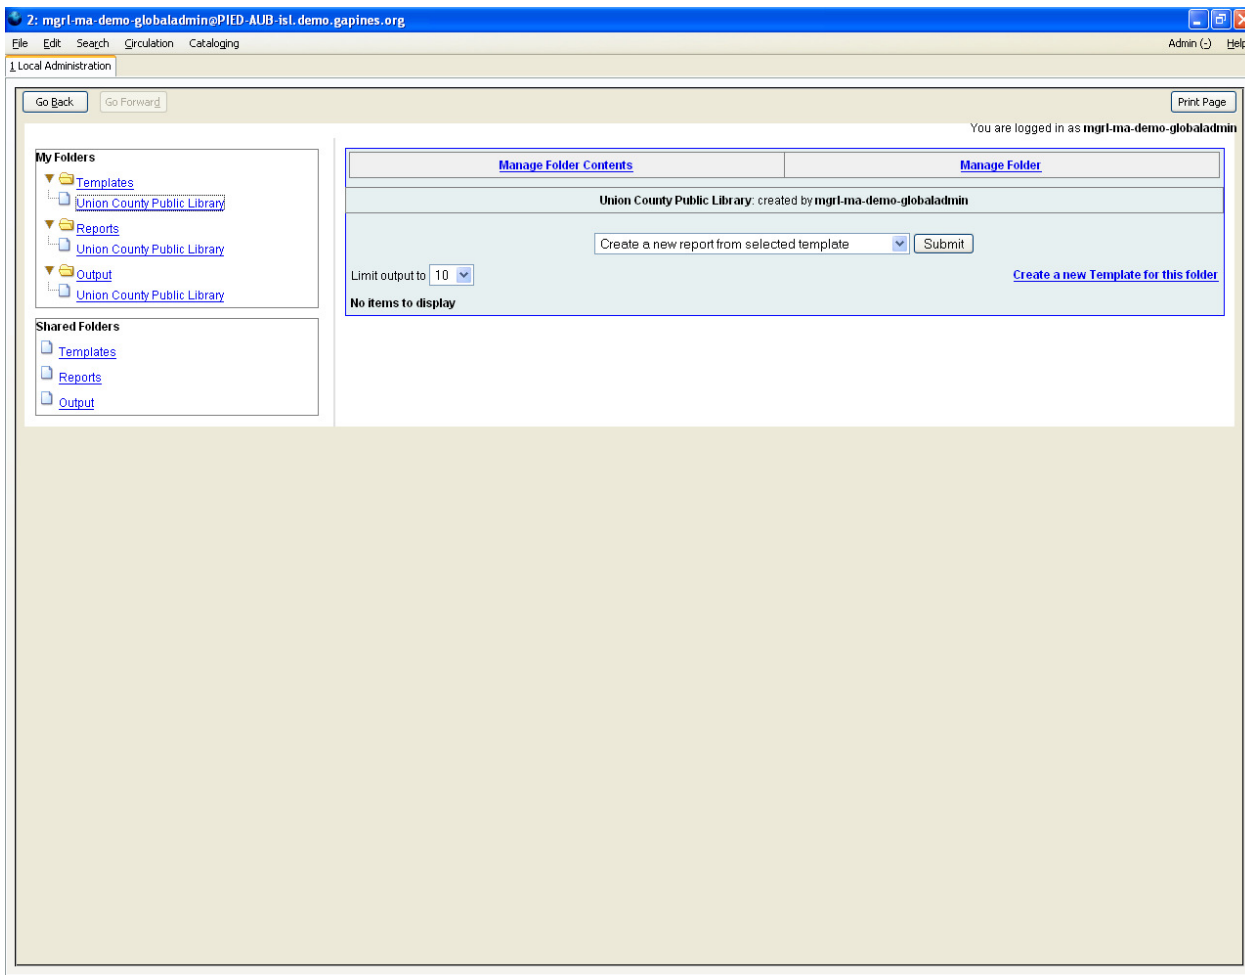 2: mgrl-ma-demo-globaladmin@PIED-AUB-isl.demo.gapines.org
File Edit Search Circulation Cataloging Admin (-) Help
1 Local Administration
Go Back Go Forward Print Page
You are logged in as mgrl-ma-demo-globaladmin
My Folders
Templates
Union County Public Library
Reports
Union County Public Library
Output
Union County Public Library
Shared Folders
Templates
Reports
Output
Manage Folder Contents Manage Folder
Union County Public Library: created by mgrl-ma-demo-globaladmin
Create a new report from selected template Submit
Limit output to 10 Create a new Template for this folder
No items to display